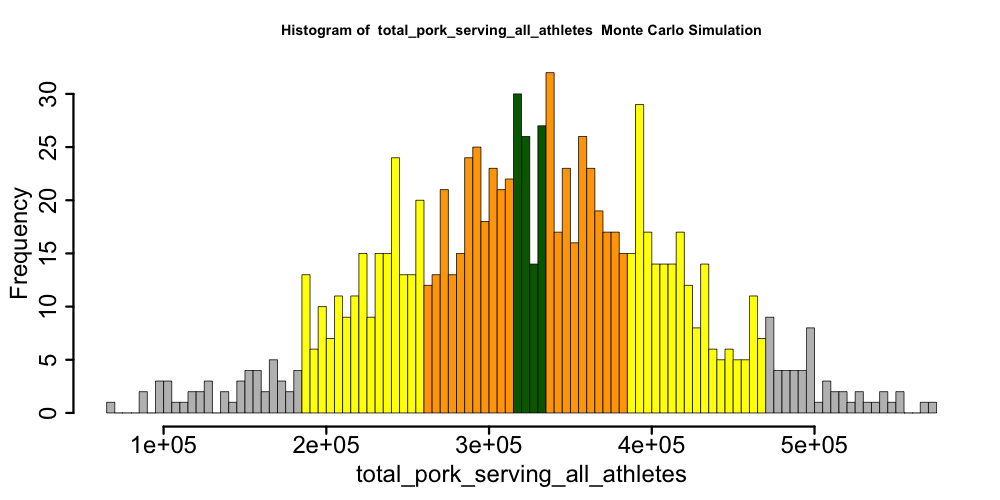 Histogram of  total_pork_serving_all_athletes  Monte Carlo Simulation
Frequency
30
25
20
15
10
5
0
1e+05 2e+05 3e+05 4e+05 5e+05
total_pork_serving_all_athletes